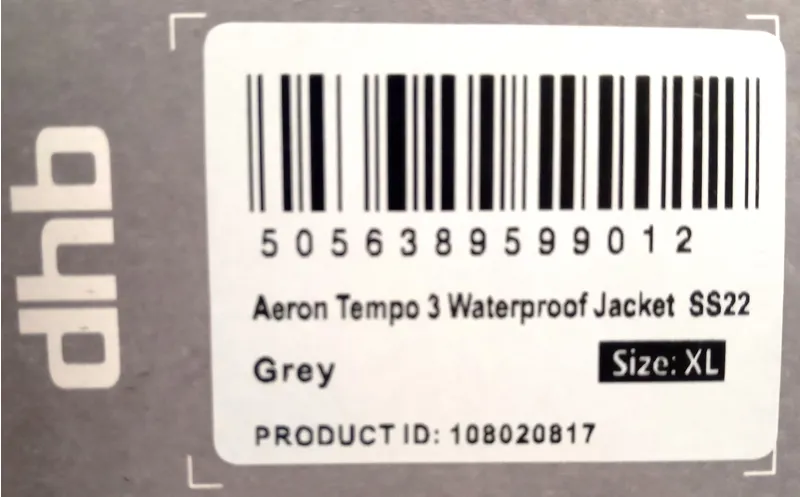 dhb
5056389599012
Aeron Tempo 3 Waterproof Jacket SS22
Grey
Size: XL
PRODUCT ID: 108020817